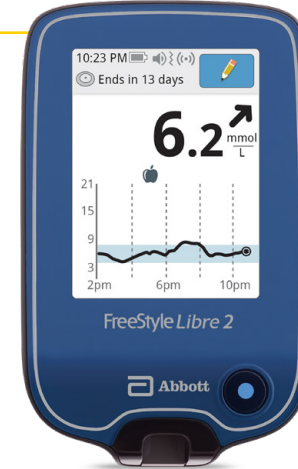 10:23 PM
Ends in 13 days
6.2 mmol/L
21
15
9
3
2pm 6pm 10pm
FreeStyle Libre 2
Abbott